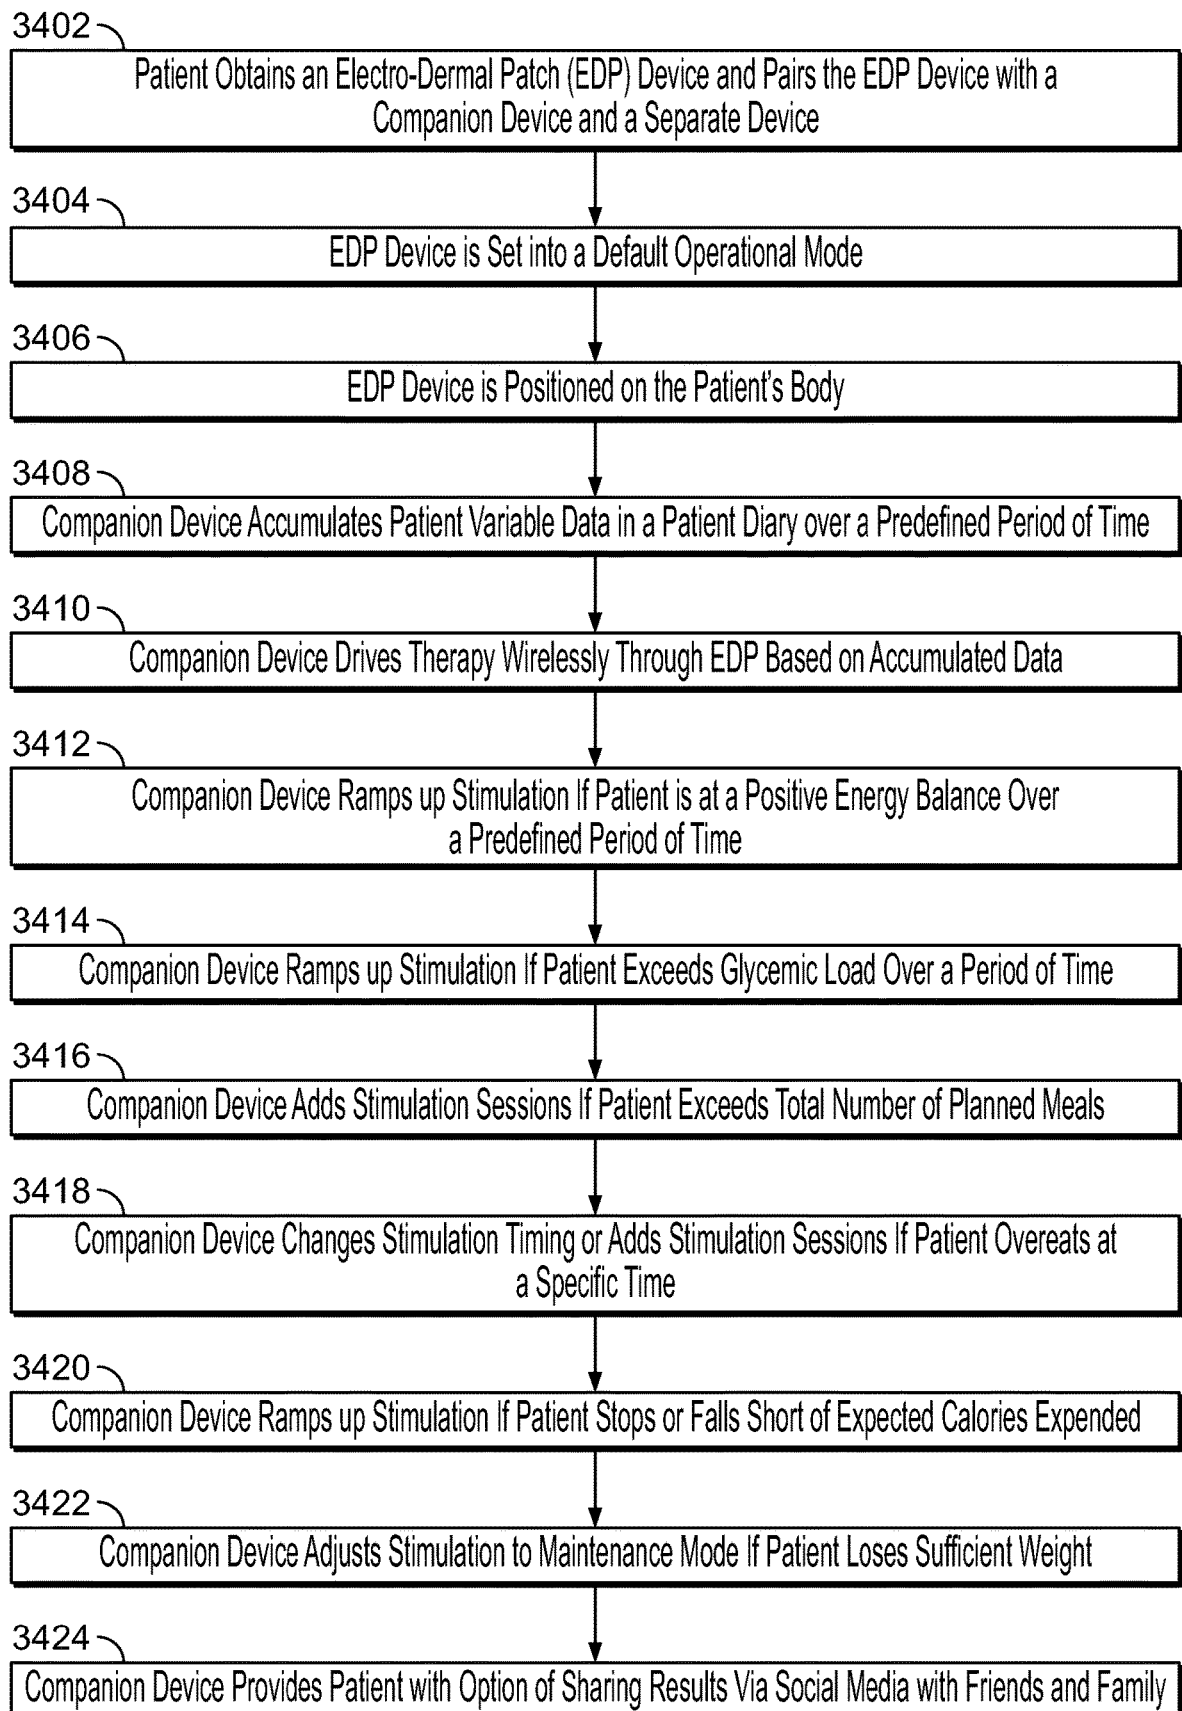 3402
Patient Obtains an Electro-Dermal Patch (EDP) Device and Pairs the EDP Device with a
Companion Device and a Separate Device
3404
EDP Device is Set into a Default Operational Mode
3406
EDP Device is Positioned on the Patient's Body
3408
Companion Device Accumulates Patient Variable Data in a Patient Diary over a Predefined Period of Time
3410
Companion Device Drives Therapy Wirelessly Through EDP Based on Accumulated Data
3412
Companion Device Ramps up Stimulation If Patient is at a Positive Energy Balance Over
a Predefined Period of Time
3414
Companion Device Ramps up Stimulation If Patient Exceeds Glycemic Load Over a Period of Time
3416
Companion Device Adds Stimulation Sessions If Patient Exceeds Total Number of Planned Meals
3418
Companion Device Changes Stimulation Timing or Adds Stimulation Sessions If Patient Overeats at
a Specific Time
3420
Companion Device Ramps up Stimulation If Patient Stops or Falls Short of Expected Calories Expended
3422
Companion Device Adjusts Stimulation to Maintenance Mode If Patient Loses Sufficient Weight
3424
Companion Device Provides Patient with Option of Sharing Results Via Social Media with Friends and Family